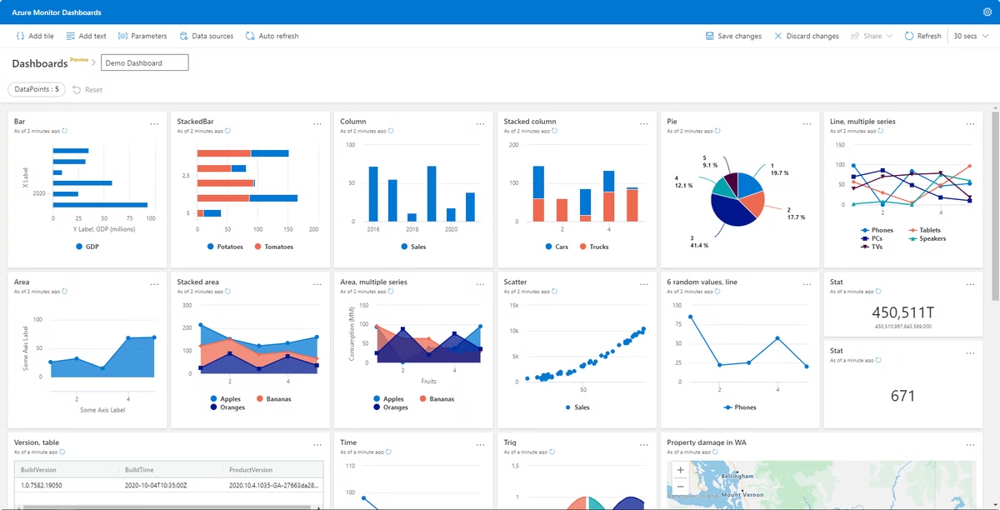 Azure Monitor Dashboards
Add tile Add text Parameters Data sources Auto refresh Save changes Discard changes Share Refresh 30 secs
Dashboards Preview Demo Dashboard
DataPoints : 5 Reset
Bar
As of 2 minutes ago
X Label
2020
0 25 50 75 100
Y Label, GDP (millions)
GDP
StackedBar
As of 2 minutes ago
2.5
5
0 50 100 150 200
Potatoes Tomatoes
Column
As of 2 minutes ago
100
50
0
2016 2018 2020
Sales
Stacked column
As of 2 minutes ago
200
100
0
2 4
Cars Trucks
Pie
As of 2 minutes ago
5
9.1 %
1
19.7 %
4
12.1 %
2
17.7 %
3
41.4 %
Line, multiple series
As of 2 minutes ago
150
100
50
0
2 4
Phones Tablets
PCs Speakers
TVs
Area
As of 2 minutes ago
Some Axis Label
100
50
0
2 4
Some Axis Label
Stacked area
As of 2 minutes ago
300
200
100
0
2 4
Apples Bananas
Oranges
Area, multiple series
As of 2 minutes ago
Consumption (MM)
150
100
50
0
2 4
Fruits
Apples Bananas
Oranges
Scatter
As of 2 minutes ago
15k
10k
5k
0
50
Sales
6 random values, line
As of 2 minutes ago
100
75
50
25
0
2 4
Phones
Stat
As of a minute ago
450,511T
450,510,967,643,589,000
Stat
As of a minute ago
671
Version, table
As of a minute ago
BuildVersion BuildTime ProductVersion
1.0.7582.19050 2020-10-04T10:35:00Z 2020.10.4.1035-GA-27663da28...
Time
As of a minute ago
110
100
Trig
As of a minute ago
1.5
1
Property damage in WA
As of a minute ago
+
−
Bellingham
Vancouver Island
Mount Vernon